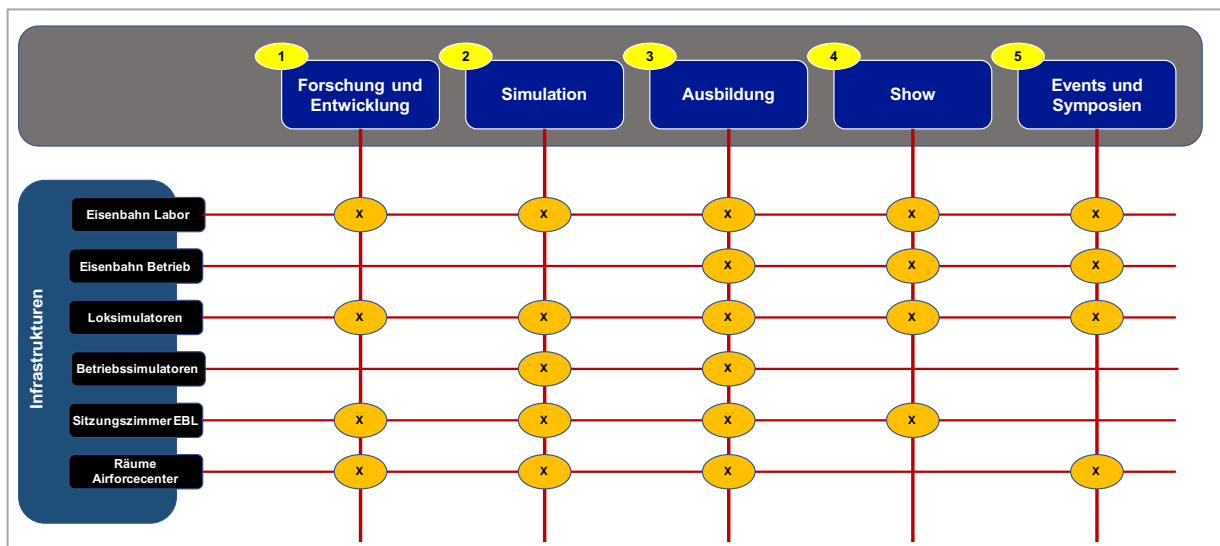 1
2
3
4
5
Forschung und
Entwicklung
Simulation
Ausbildung
Show
Events und
Symposien
Infrastrukturen
Eisenbahn Labor
X
X
X
X
X
Eisenbahn Betrieb
X
X
X
Loksimulatoren
X
X
X
X
X
Betriebssimulatoren
X
X
Sitzungszimmer EBL
X
X
X
X
Räume
Airforcecenter
X
X
X
X